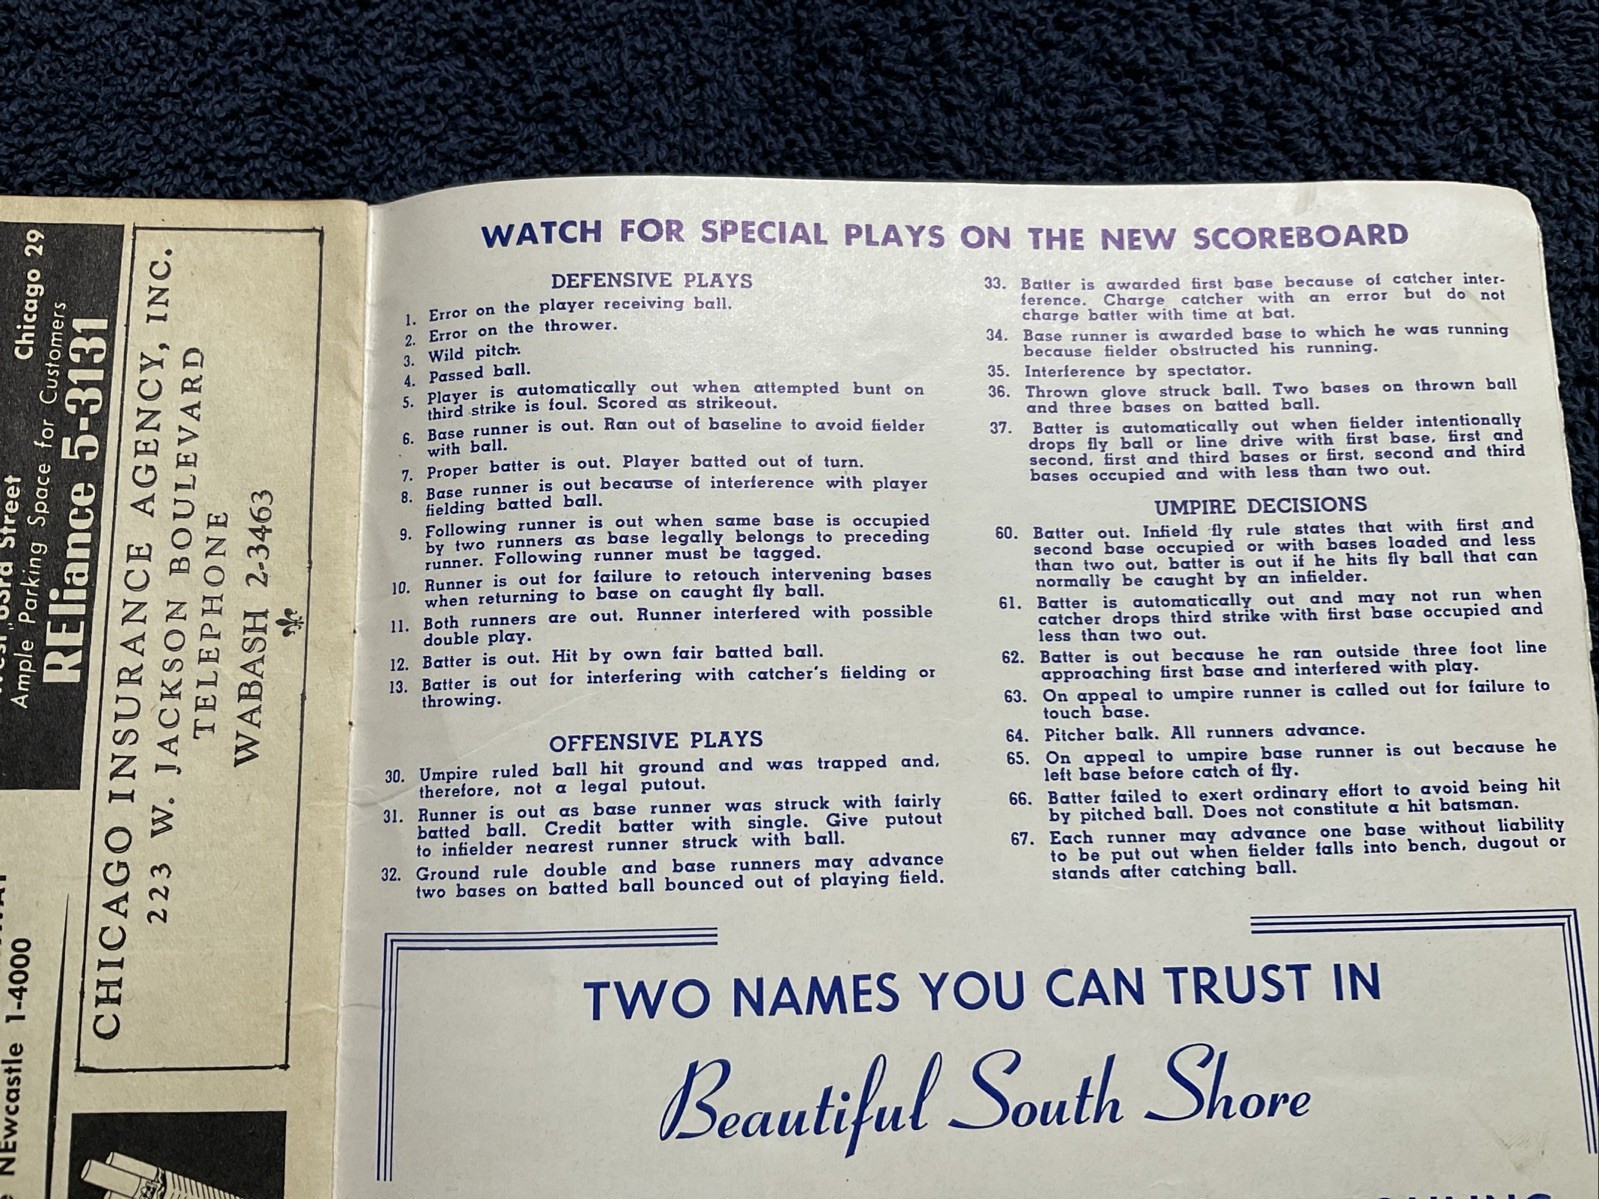 Chicago 29
Street
Ample Parking Space for Customers
REliance 5-3131
NEwcastle 1-4000
CHICAGO INSURANCE AGENCY, INC.
223 W. JACKSON BOULEVARD
TELEPHONE
WABASH 2-3463
WATCH FOR SPECIAL PLAYS ON THE NEW SCOREBOARD
DEFENSIVE PLAYS
1. Error on the player receiving ball.
2. Error on the thrower.
3. Wild pitch.
4. Passed ball.
5. Player is automatically out when attempted bunt on
third strike is foul. Scored as strikeout.
6. Base runner is out. Ran out of baseline to avoid fielder
with ball.
7. Proper batter is out. Player batted out of turn.
8. Base runner is out because of interference with player
fielding batted ball.
9. Following runner is out when same base is occupied
by two runners as base legally belongs to preceding
runner. Following runner must be tagged.
10. Runner is out for failure to retouch intervening bases
when returning to base on caught fly ball.
11. Both runners are out. Runner interfered with possible
double play.
12. Batter is out. Hit by own fair batted ball.
13. Batter is out for interfering with catcher's fielding or
throwing.
OFFENSIVE PLAYS
30. Umpire ruled ball hit ground and was trapped and,
therefore, not a legal putout.
31. Runner is out as base runner was struck with fairly
batted ball. Credit batter with single. Give putout
to infielder nearest runner struck with ball.
32. Ground rule double and base runners may advance
two bases on batted ball bounced out of playing field.
33. Batter is awarded first base because of catcher inter-
ference. Charge catcher with an error but do not
charge batter with time at bat.
34. Base runner is awarded base to which he was running
because fielder obstructed his running.
35. Interference by spectator.
36. Thrown glove struck ball. Two bases on thrown ball
and three bases on batted ball.
37. Batter is automatically out when fielder intentionally
drops fly ball or line drive with first base, first and
second, first and third bases or first, second and third
bases occupied and with less than two out.
UMPIRE DECISIONS
60. Batter out. Infield fly rule states that with first and
second base occupied or with bases loaded and less
than two out, batter is out if he hits fly ball that can
normally be caught by an infielder.
61. Batter is automatically out and may not run when
catcher drops third strike with first base occupied and
less than two out.
62. Batter is out because he ran outside three foot line
approaching first base and interfered with play.
63. On appeal to umpire runner is called out for failure to
touch base.
64. Pitcher balk. All runners advance.
65. On appeal to umpire base runner is out because he
left base before catch of fly.
66. Batter failed to exert ordinary effort to avoid being hit
by pitched ball. Does not constitute a hit batsman.
67. Each runner may advance one base without liability
to be put out when fielder falls into bench, dugout or
stands after catching ball.
TWO NAMES YOU CAN TRUST IN
Beautiful South Shore